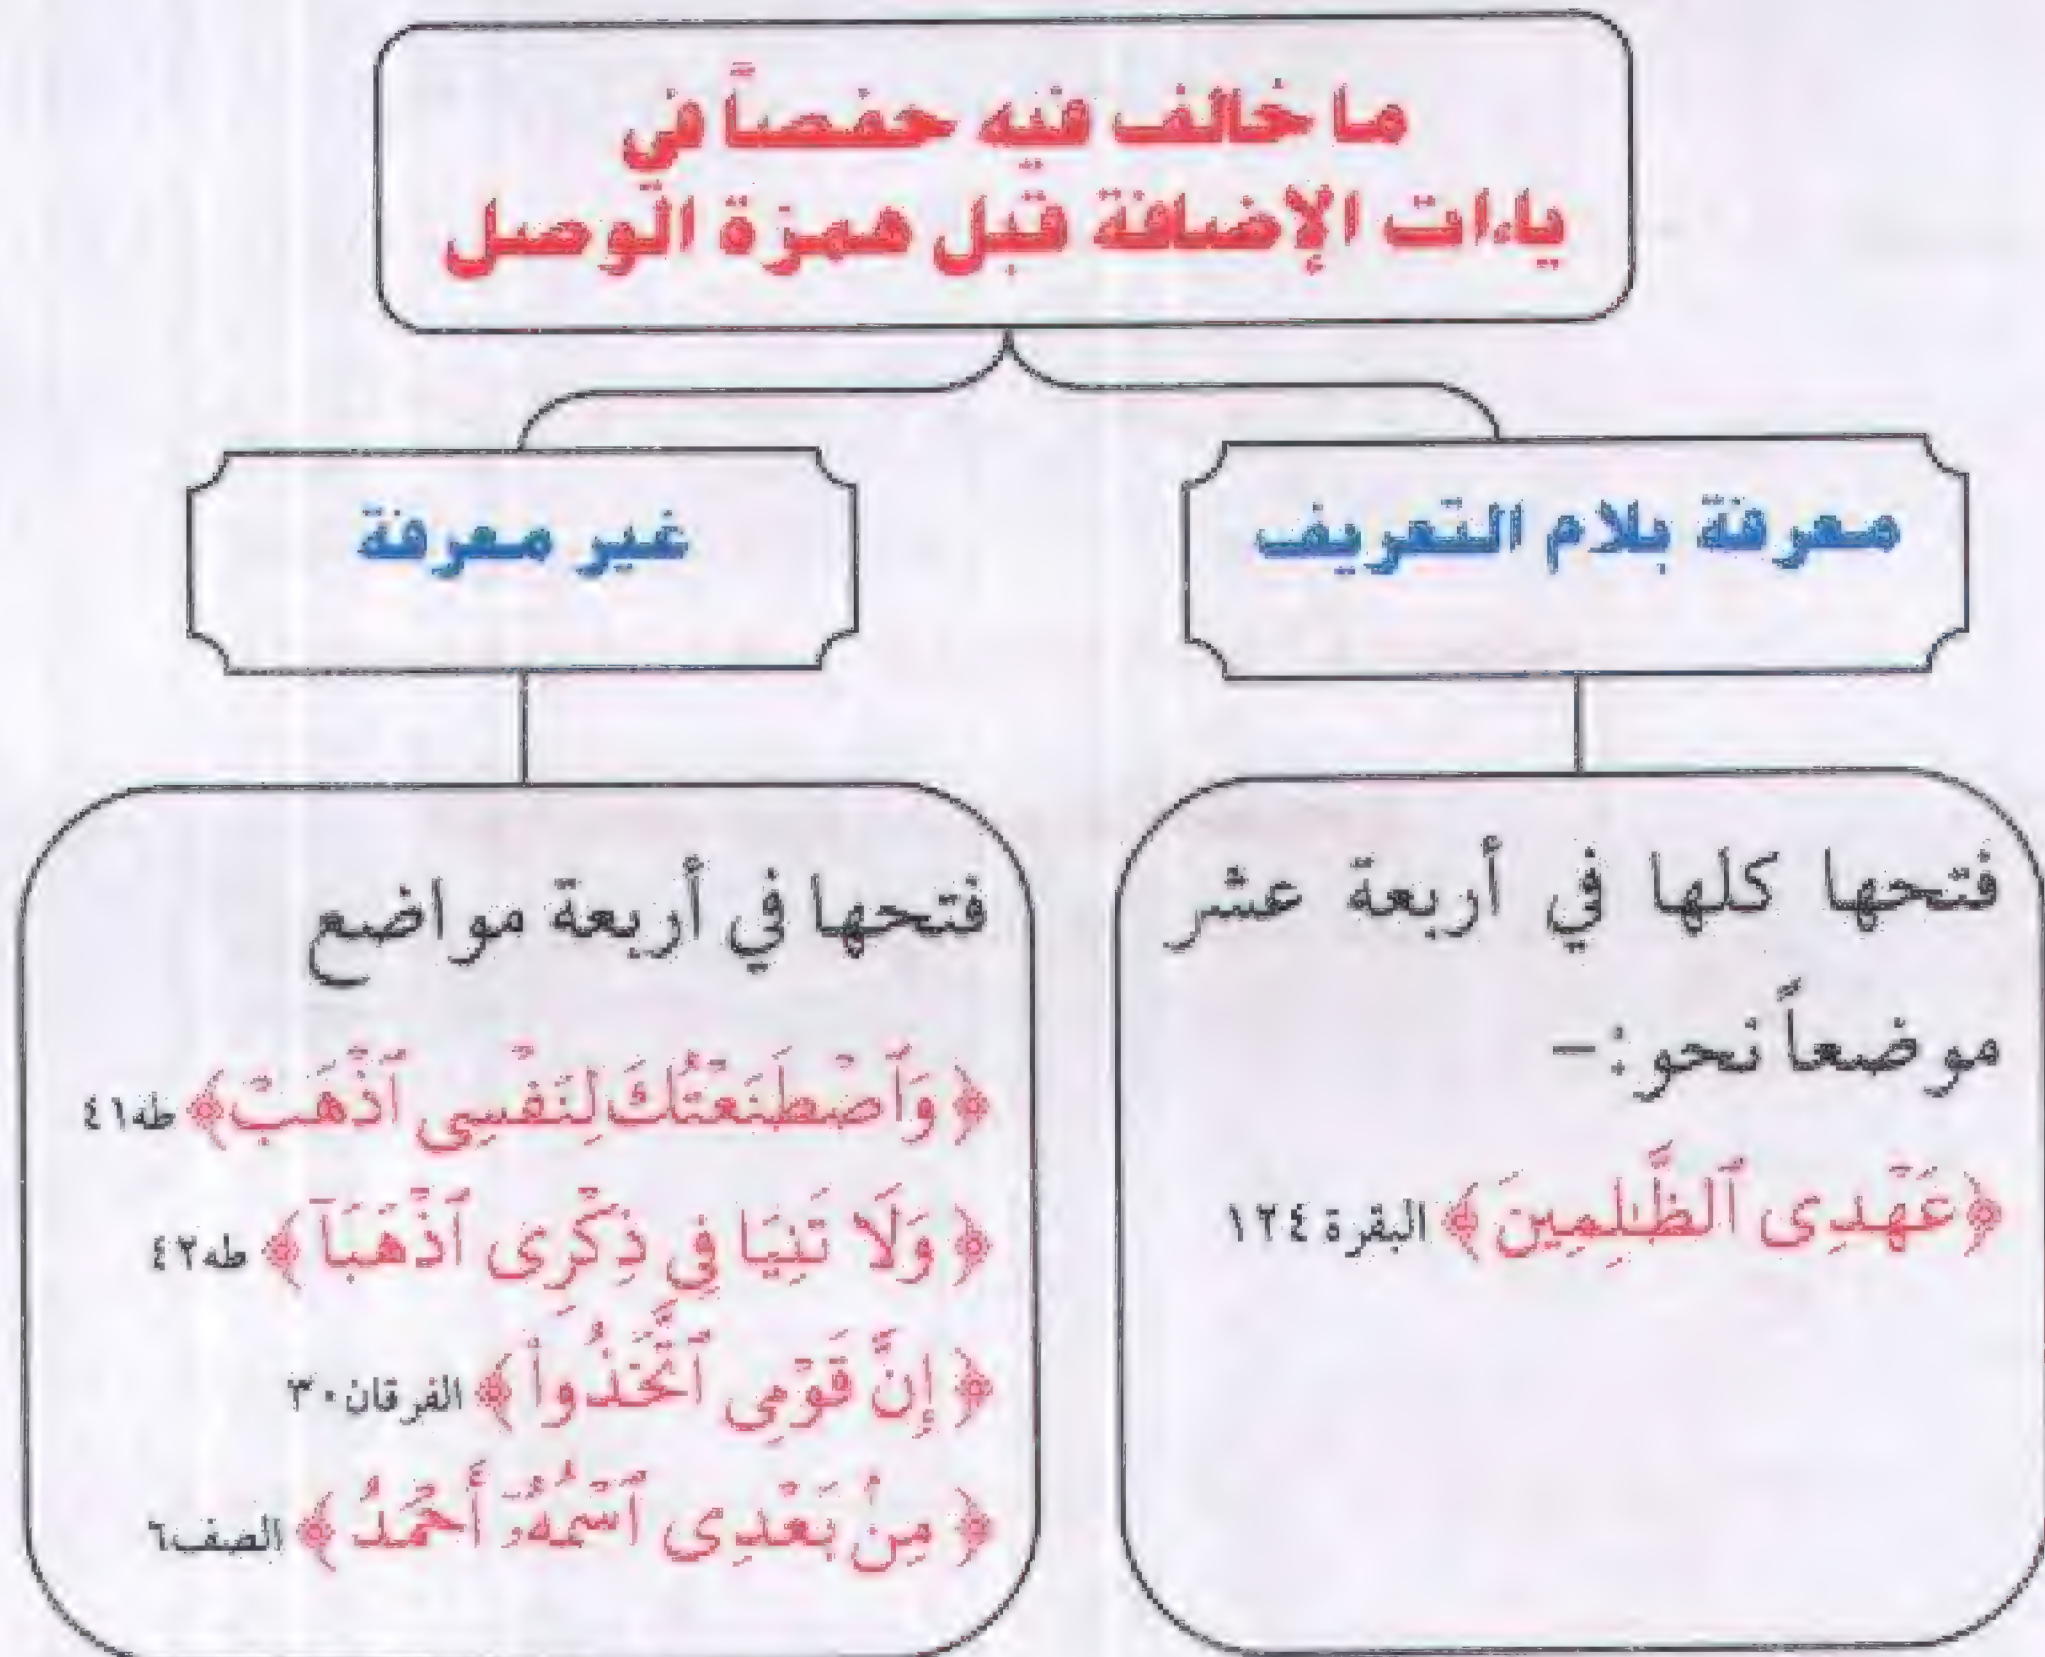 ما خالف فيه حفصاً في
ياءات الإضافة قبل همزة الوصل
معرفة بلام التعريف
غير معرفة
فتحها كلها في أربعة عشر
موضعاً نحو:–
﴿عَهْدِى ٱلظَّـٰلِمِينَ﴾ البقرة ١٢٤
فتحها في أربعة مواضع
﴿وَٱصْطَنَعْتُكَ لِنَفْسِى ٱذْهَبْ﴾ طه٤١
﴿وَلَا تَنِيَا فِى ذِكْرِى ٱذْهَبَآ﴾ طه٤٢
﴿إِنَّ قَوْمِى ٱتَّخَذُوا۟﴾ الفرقان٣٠
﴿مِنۢ بَعْدِى ٱسْمُهُۥٓ أَحْمَدُ﴾ الصف٦